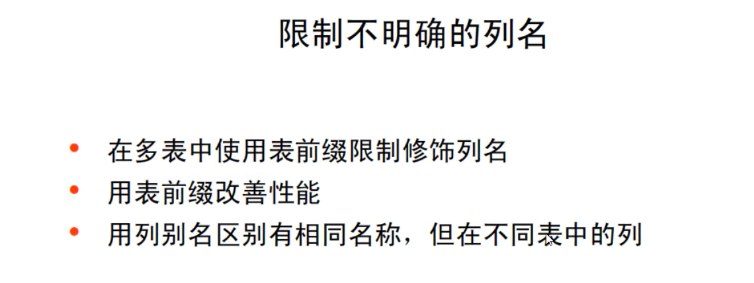 限制不明确的列名
在多表中使用表前缀限制修饰列名
用表前缀改善性能
用列别名区别有相同名称，但在不同表中的列